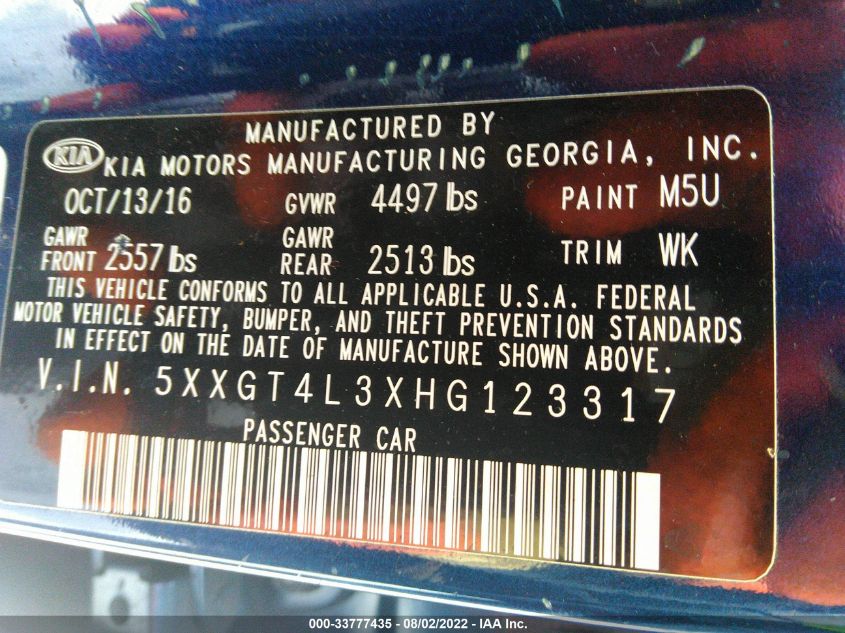 MANUFACTURED BY
KIA KIA MOTORS MANUFACTURING GEORGIA, INC.
OCT/13/16 GVWR 4497 lbs PAINT M5U
GAWR FRONT 2557 lbs GAWR REAR 2513 lbs TRIM WK
THIS VEHICLE CONFORMS TO ALL APPLICABLE U.S.A. FEDERAL
MOTOR VEHICLE SAFETY, BUMPER, AND THEFT PREVENTION STANDARDS
IN EFFECT ON THE DATE OF MANUFACTURE SHOWN ABOVE.
V.I.N. 5XXGT4L3XHG123317
PASSENGER CAR
000-33777435 - 08/02/2022 - IAA Inc.